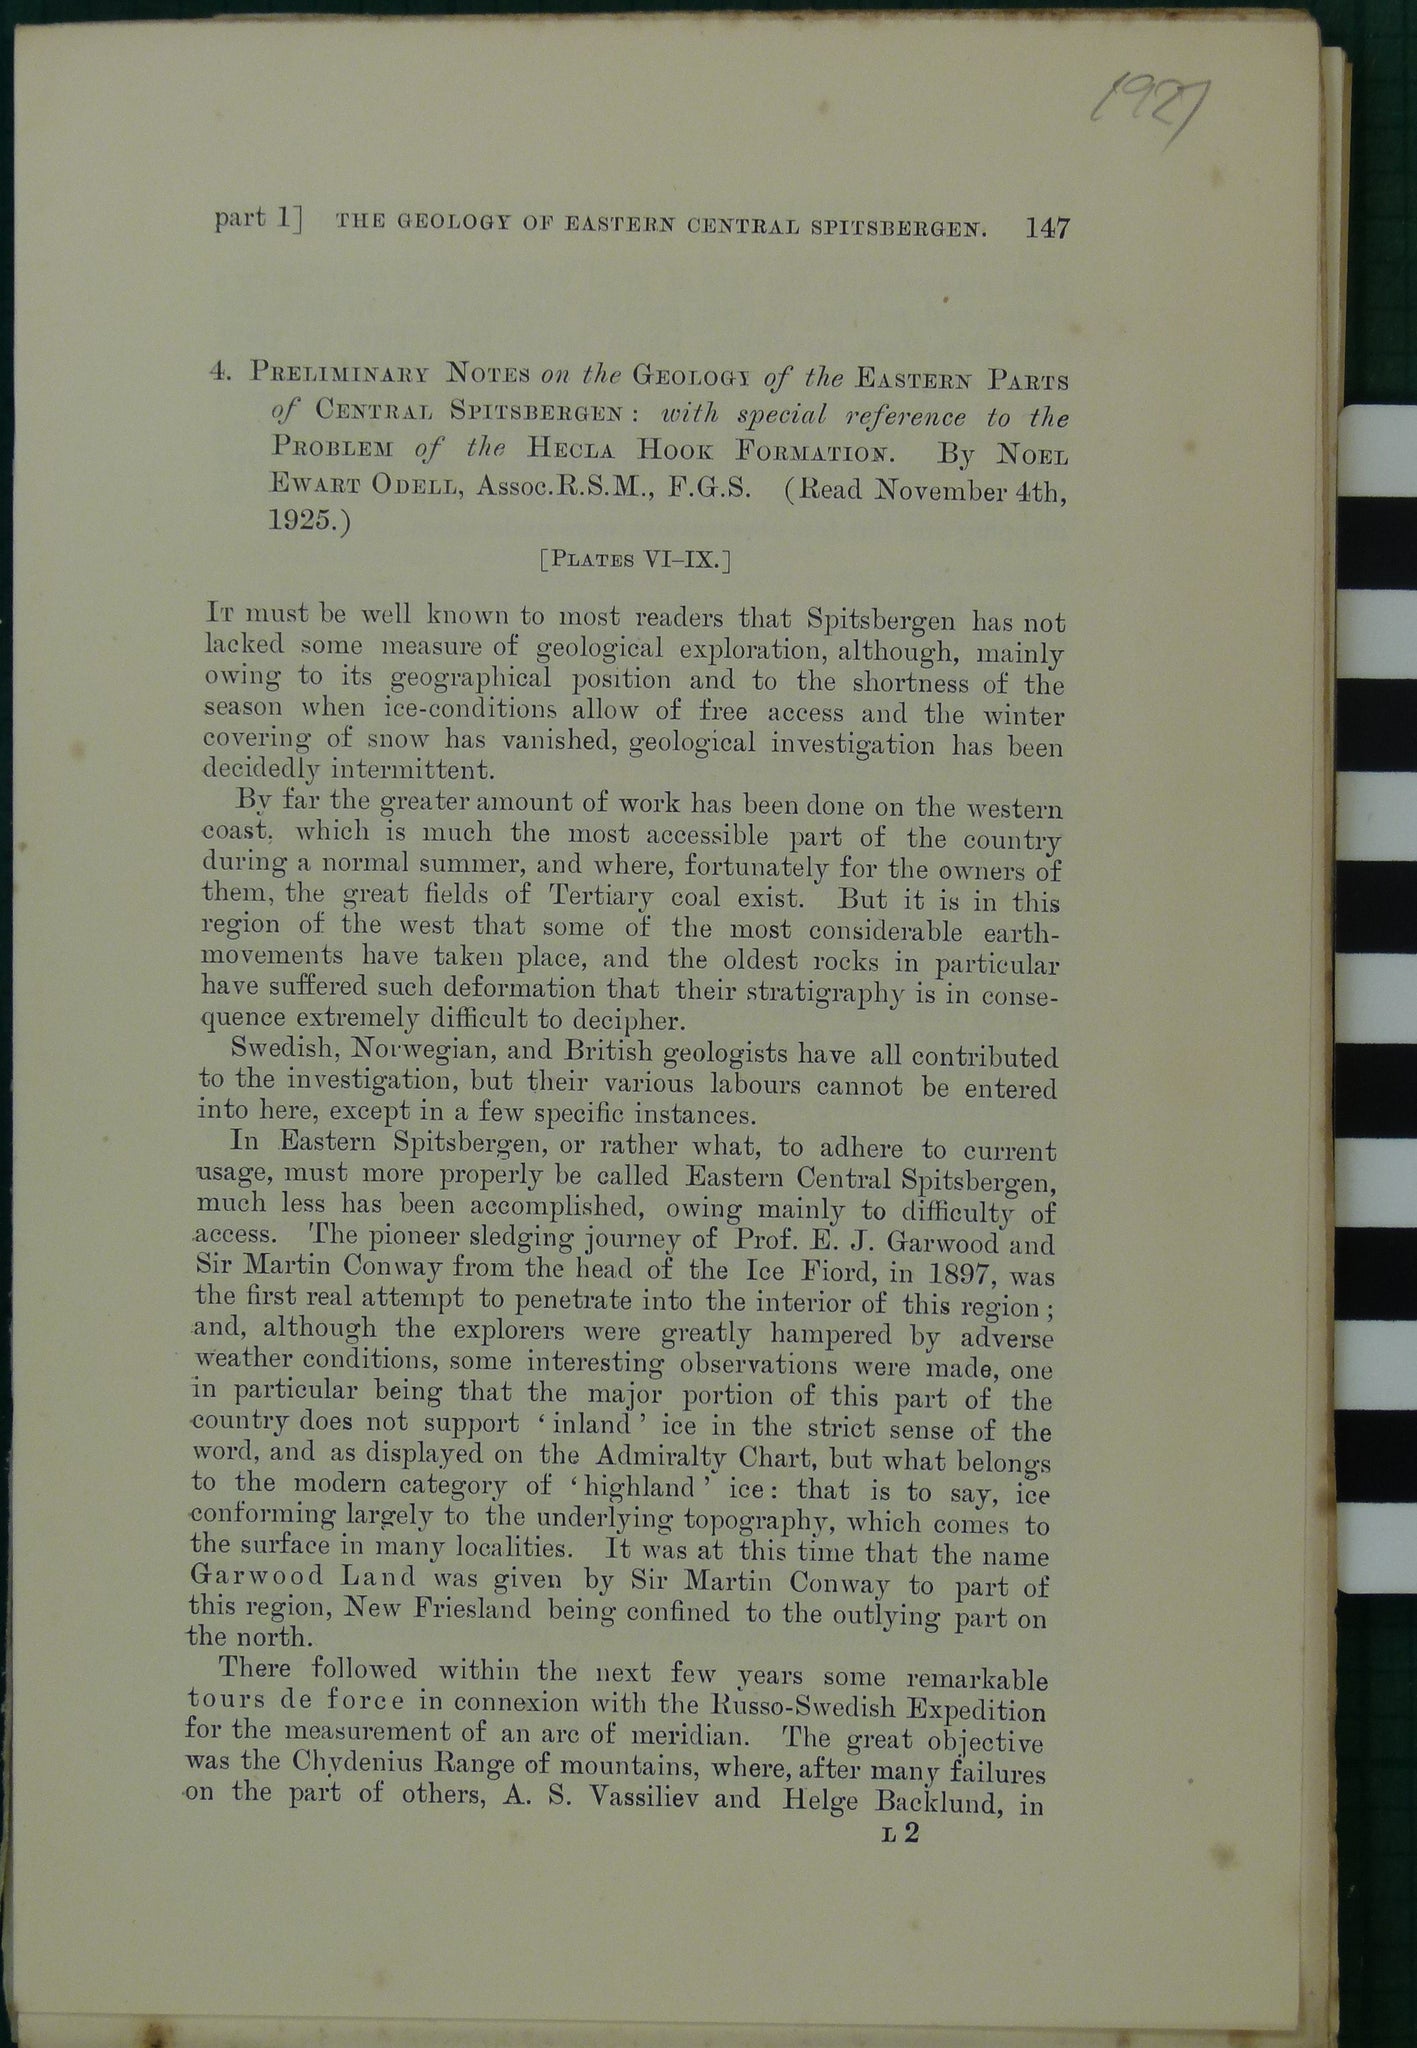 1927
part 1] THE GEOLOGY OF EASTERN CENTRAL SPITSBERGEN. 147
4. PRELIMINARY NOTES on the GEOLOGY of the EASTERN PARTS
of CENTRAL SPITSBERGEN: with special reference to the
PROBLEM of the HECLA HOOK FORMATION. By NOEL
EWART ODELL, Assoc.R.S.M., F.G.S. (Read November 4th,
1925.)
[PLATES VI–IX.]
IT must be well known to most readers that Spitsbergen has not
lacked some measure of geological exploration, although, mainly
owing to its geographical position and to the shortness of the
season when ice-conditions allow of free access and the winter
covering of snow has vanished, geological investigation has been
decidedly intermittent.
By far the greater amount of work has been done on the western
coast, which is much the most accessible part of the country
during a normal summer, and where, fortunately for the owners of
them, the great fields of Tertiary coal exist. But it is in this
region of the west that some of the most considerable earth-
movements have taken place, and the oldest rocks in particular
have suffered such deformation that their stratigraphy is in conse-
quence extremely difficult to decipher.
Swedish, Norwegian, and British geologists have all contributed
to the investigation, but their various labours cannot be entered
into here, except in a few specific instances.
In Eastern Spitsbergen, or rather what, to adhere to current
usage, must more properly be called Eastern Central Spitsbergen,
much less has been accomplished, owing mainly to difficulty of
access. The pioneer sledging journey of Prof. E. J. Garwood and
Sir Martin Conway from the head of the Ice Fiord, in 1897, was
the first real attempt to penetrate into the interior of this region;
and, although the explorers were greatly hampered by adverse
weather conditions, some interesting observations were made, one
in particular being that the major portion of this part of the
country does not support ‘inland’ ice in the strict sense of the
word, and as displayed on the Admiralty Chart, but what belongs
to the modern category of ‘highland’ ice: that is to say, ice
conforming largely to the underlying topography, which comes to
the surface in many localities. It was at this time that the name
Garwood Land was given by Sir Martin Conway to part of
this region, New Friesland being confined to the outlying part on
the north.
There followed within the next few years some remarkable
tours de force in connexion with the Russo-Swedish Expedition
for the measurement of an arc of meridian. The great objective
was the Chydenius Range of mountains, where, after many failures
on the part of others, A. S. Vassiliev and Helge Backlund, in
L 2